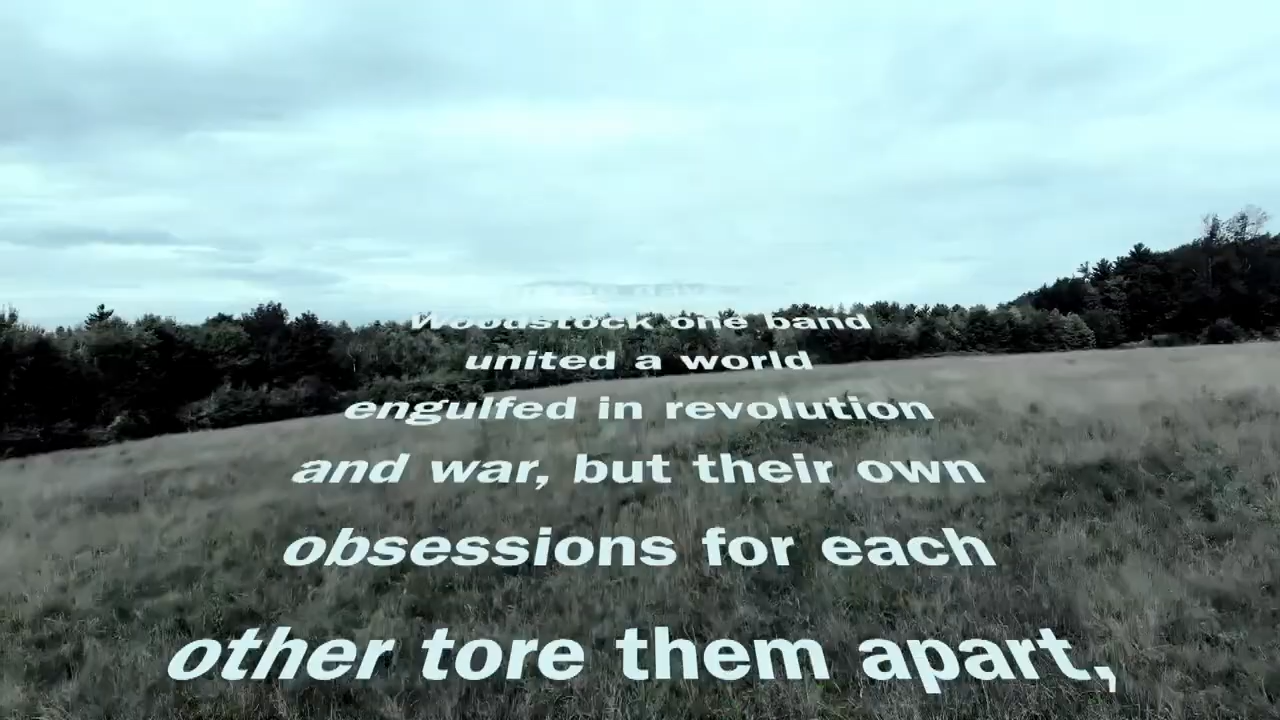 Woodstock one band
united a world
engulfed in revolution
and war, but their own
obsessions for each
other tore them apart,